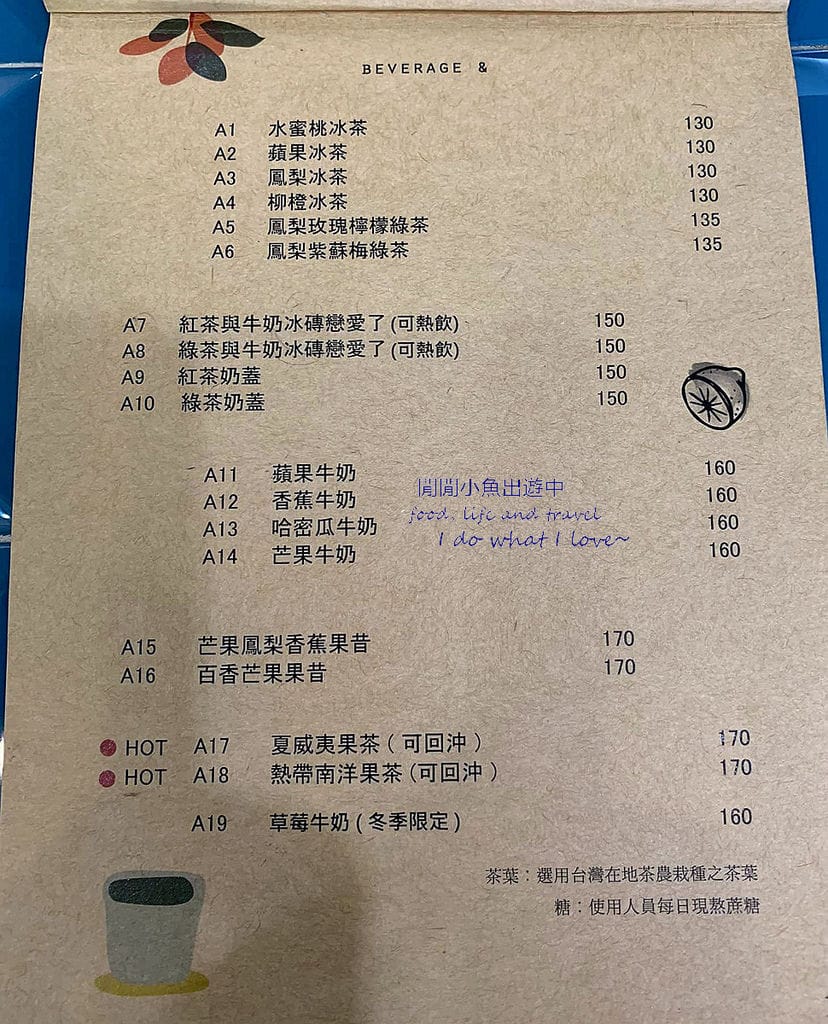 BEVERAGE &
A1 水蜜桃冰茶 130
A2 蘋果冰茶 130
A3 鳳梨冰茶 130
A4 柳橙冰茶 130
A5 鳳梨玫瑰檸檬綠茶 135
A6 鳳梨紫蘇梅綠茶 135
A7 紅茶與牛奶冰磚戀愛了(可熱飲) 150
A8 綠茶與牛奶冰磚戀愛了(可熱飲) 150
A9 紅茶奶蓋 150
A10 綠茶奶蓋 150
A11 蘋果牛奶 160
A12 香蕉牛奶 160
A13 哈密瓜牛奶 160
A14 芒果牛奶 160
閒閒小魚出遊中
food, life and travel
I do what I love~
A15 芒果鳳梨香蕉果昔 170
A16 百香芒果果昔 170
HOT A17 夏威夷果茶 ( 可回沖 ) 170
HOT A18 熱帶南洋果茶 (可回沖 ) 170
A19 草莓牛奶 ( 冬季限定 ) 160
茶葉：選用台灣在地茶農栽種之茶葉
糖：使用人員每日現熬蔗糖